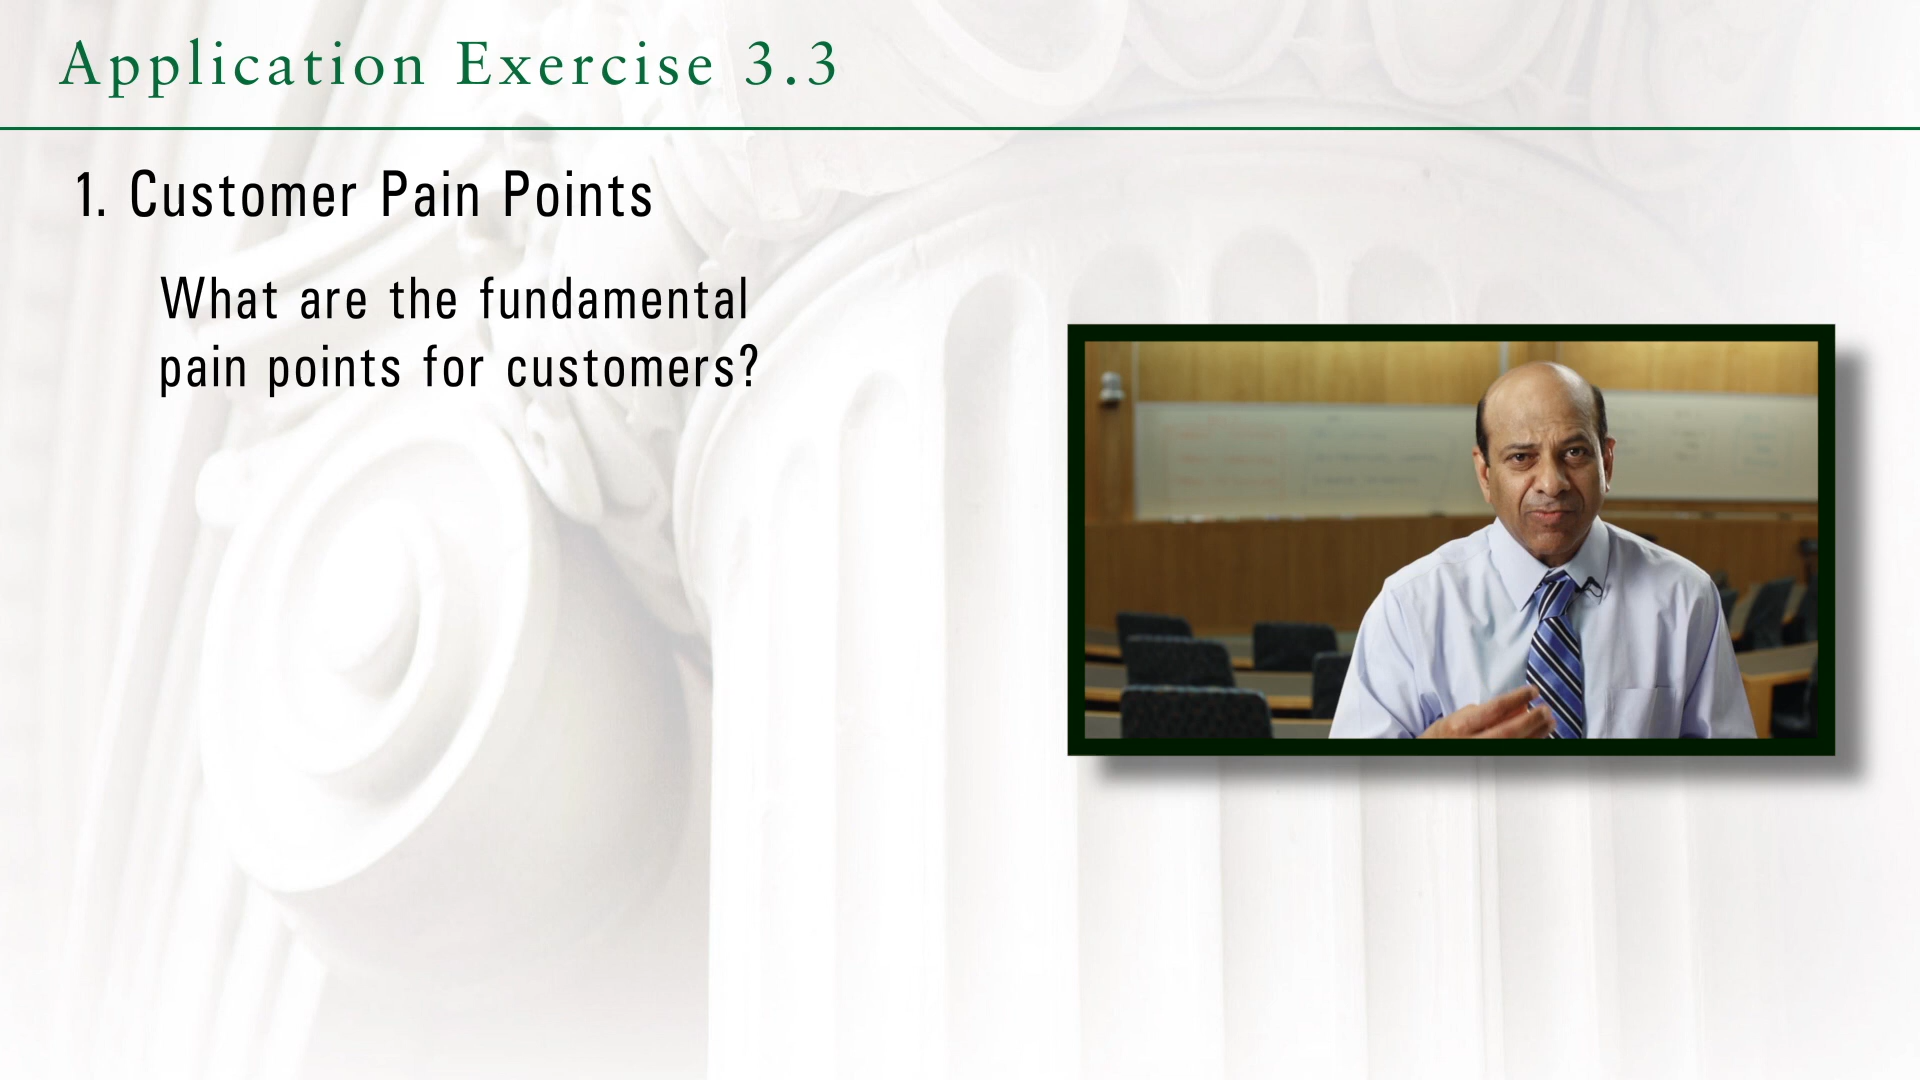 Application Exercise 3.3
1. Customer Pain Points
What are the fundamental
pain points for customers?